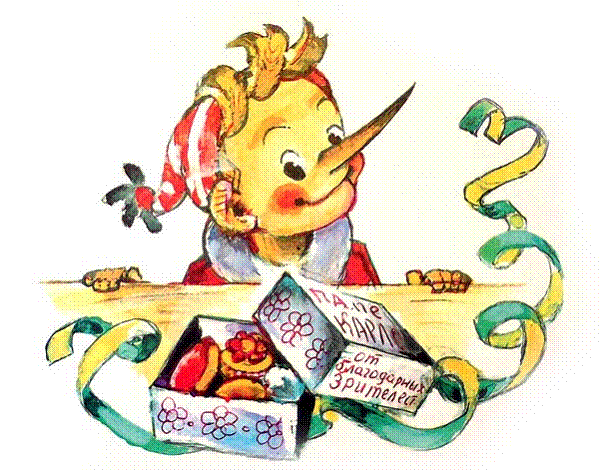 ПАПЕ
КАРЛО
от
благодарных
зрителей